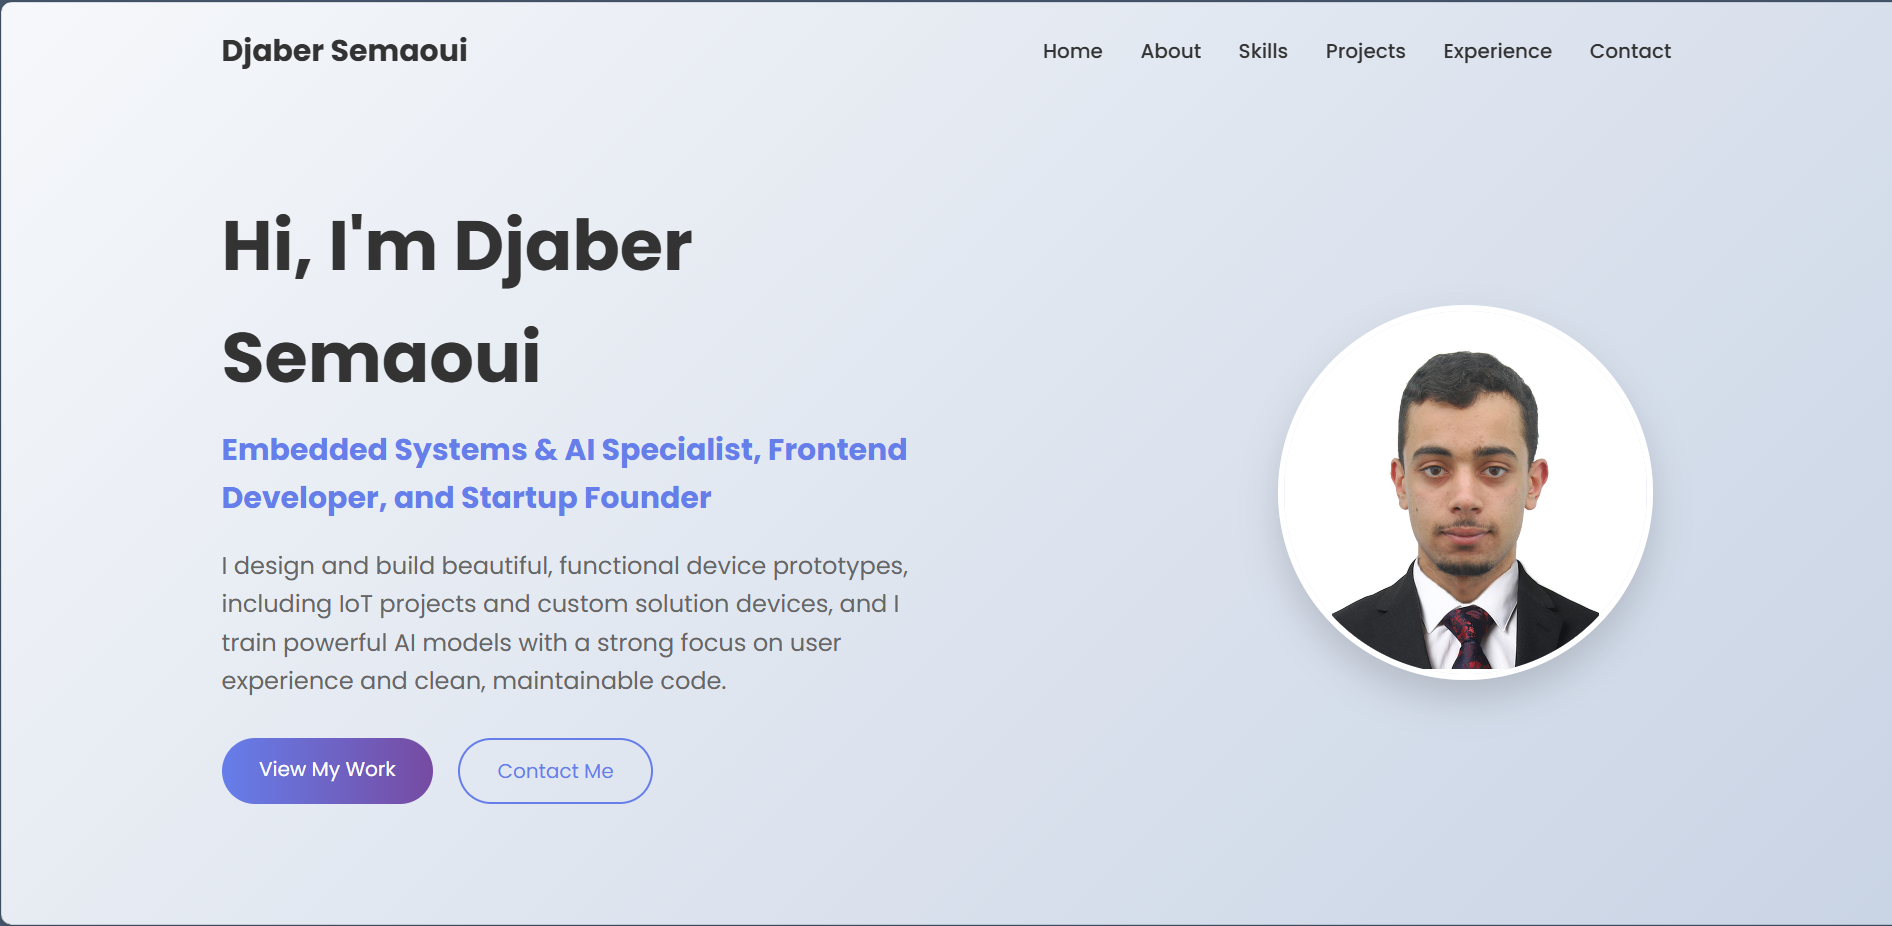 Djaber Semaoui
Home About Skills Projects Experience Contact
Hi, I'm Djaber
Semaoui
Embedded Systems & AI Specialist, Frontend
Developer, and Startup Founder
I design and build beautiful, functional device prototypes,
including IoT projects and custom solution devices, and I
train powerful AI models with a strong focus on user
experience and clean, maintainable code.
View My Work
Contact Me